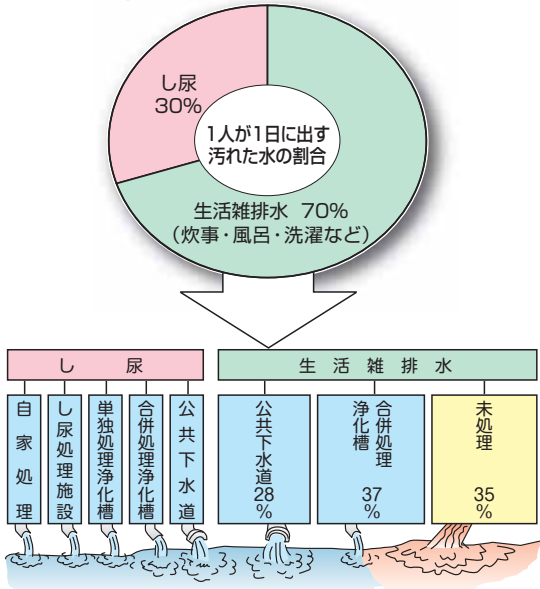 し尿
30%
1人が1日に出す
汚れた水の割合
生活雑排水 70%
(炊事・風呂・洗濯など)
し尿
生活雑排水
自家処理
し尿処理施設
単独処理浄化槽
合併処理浄化槽
公共下水道
公共下水道28%
合併処理
浄化槽
37%
未処理
35%